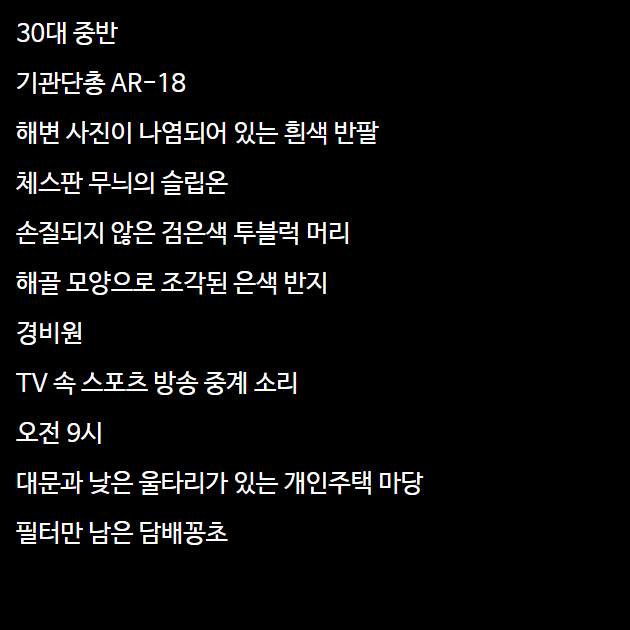 30대 중반
기관단총 AR-18
해변 사진이 나염되어 있는 흰색 반팔
체스판 무늬의 슬립온
손질되지 않은 검은색 투블럭 머리
해골 모양으로 조각된 은색 반지
경비원
TV 속 스포츠 방송 중계 소리
오전 9시
대문과 낮은 울타리가 있는 개인주택 마당
필터만 남은 담배꽁초